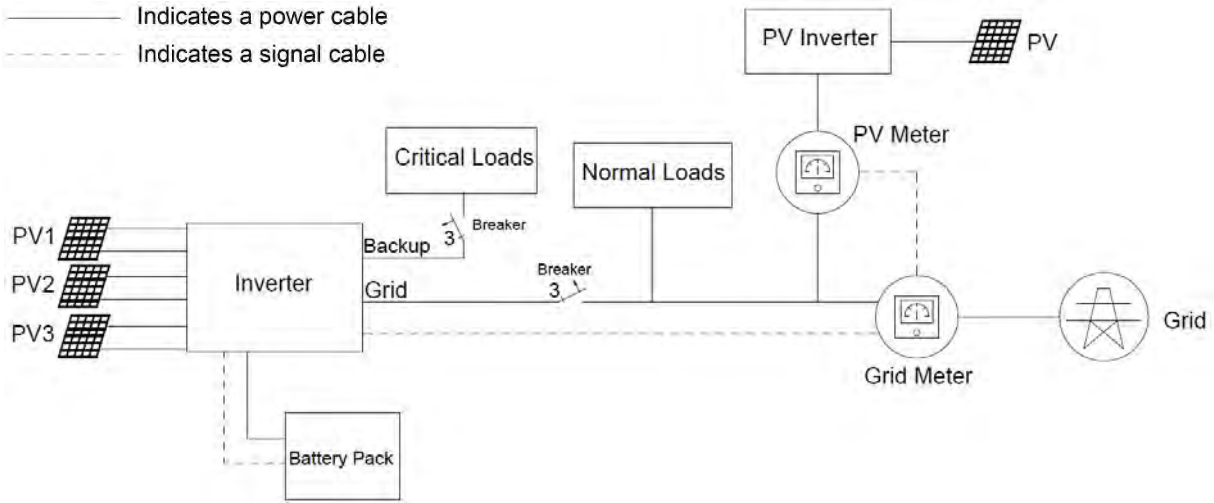 Indicates a power cable
Indicates a signal cable
PV Inverter
PV
PV Meter
Critical Loads
Normal Loads
Breaker
3
Backup
PV1
PV2
PV3
Inverter
Grid
Breaker
3
Grid Meter
Grid
Battery Pack